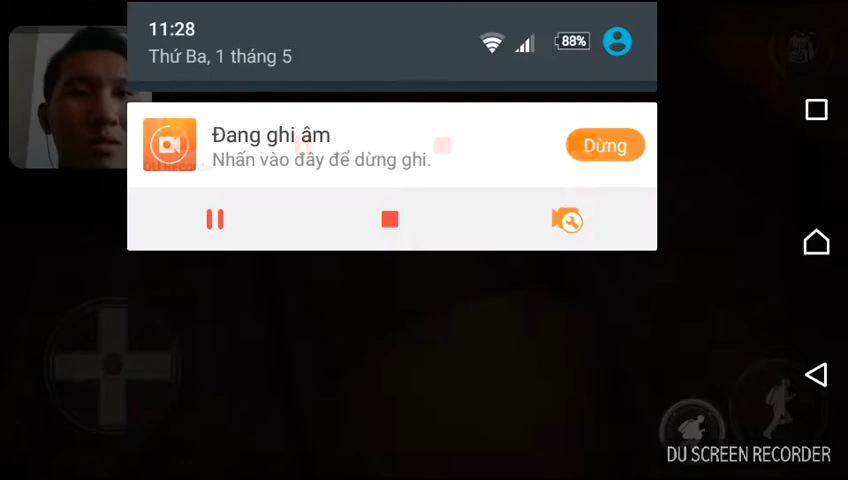 11:28
Thứ Ba, 1 tháng 5
88%
Đang ghi âm
Nhấn vào đây để dừng ghi.
Dừng
DU SCREEN RECORDER